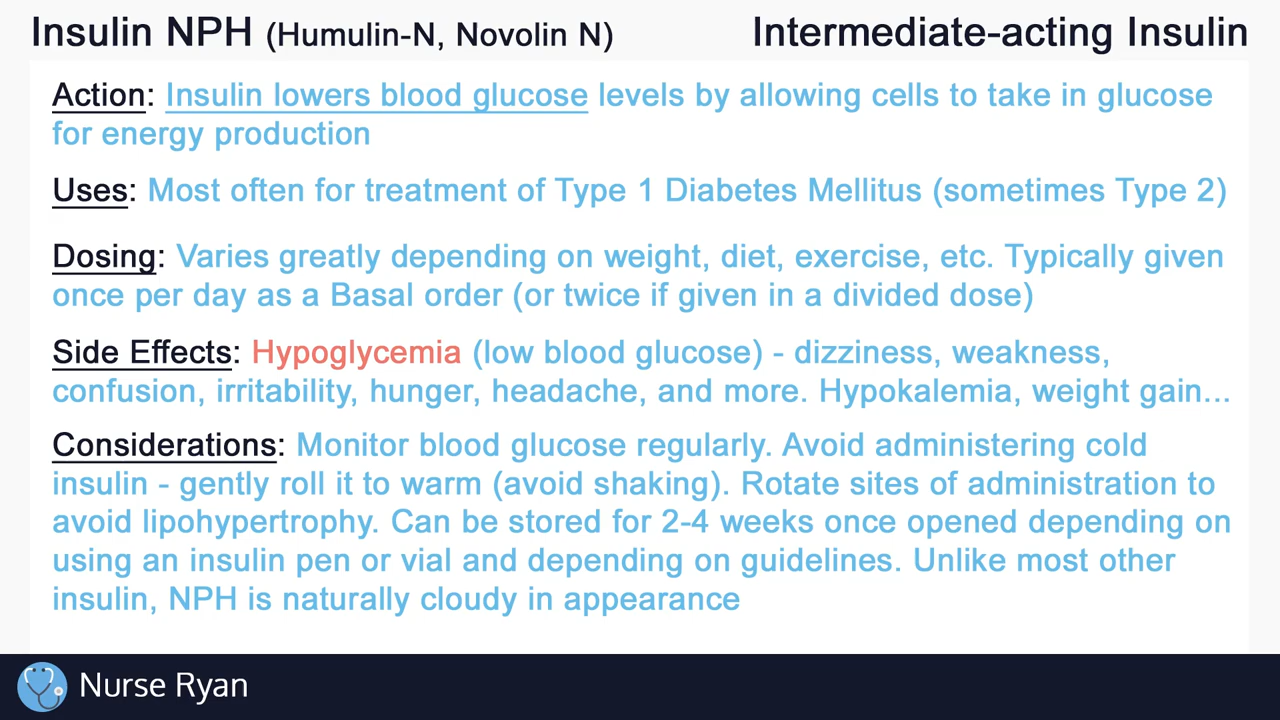 Insulin NPH (Humulin-N, Novolin N)
Intermediate-acting Insulin
Action: Insulin lowers blood glucose levels by allowing cells to take in glucose
for energy production
Uses: Most often for treatment of Type 1 Diabetes Mellitus (sometimes Type 2)
Dosing: Varies greatly depending on weight, diet, exercise, etc. Typically given
once per day as a Basal order (or twice if given in a divided dose)
Side Effects: Hypoglycemia (low blood glucose) - dizziness, weakness,
confusion, irritability, hunger, headache, and more. Hypokalemia, weight gain...
Considerations: Monitor blood glucose regularly. Avoid administering cold
insulin - gently roll it to warm (avoid shaking). Rotate sites of administration to
avoid lipohypertrophy. Can be stored for 2-4 weeks once opened depending on
using an insulin pen or vial and depending on guidelines. Unlike most other
insulin, NPH is naturally cloudy in appearance
Nurse Ryan